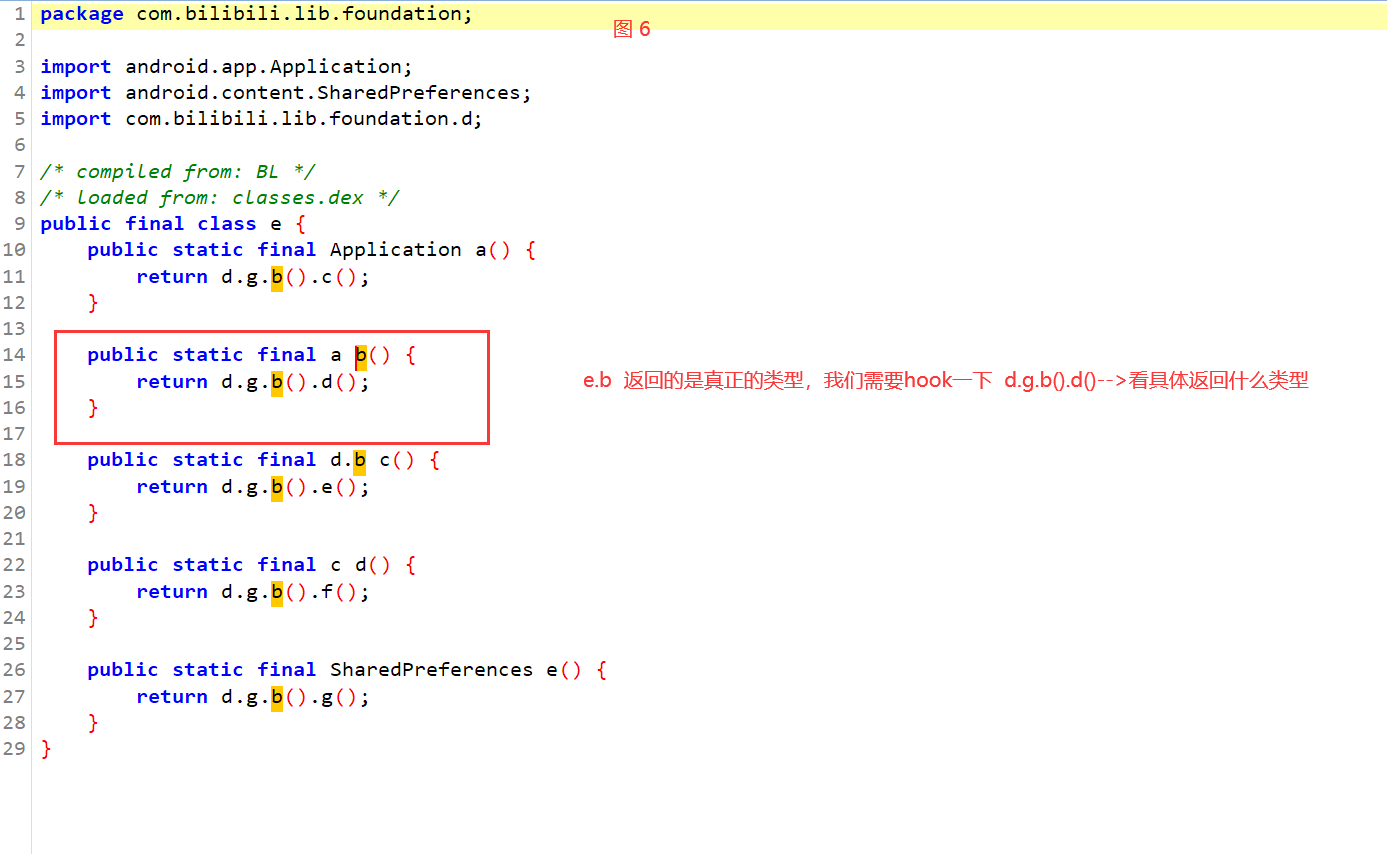 1 package com.bilibili.lib.foundation;
图 6
2
3 import android.app.Application;
4 import android.content.SharedPreferences;
5 import com.bilibili.lib.foundation.d;
6
7 /* compiled from: BL */
8 /* loaded from: classes.dex */
9 public final class e {
10     public static final Application a() {
11         return d.g.b().c();
12     }
13
14     public static final a b() {
15         return d.g.b().d();
e.b  返回的是真正的类型，我们需要hook一下  d.g.b().d()-->看具体返回什么类型
16     }
17
18     public static final d.b c() {
19         return d.g.b().e();
20     }
21
22     public static final c d() {
23         return d.g.b().f();
24     }
25
26     public static final SharedPreferences e() {
27         return d.g.b().g();
28     }
29 }